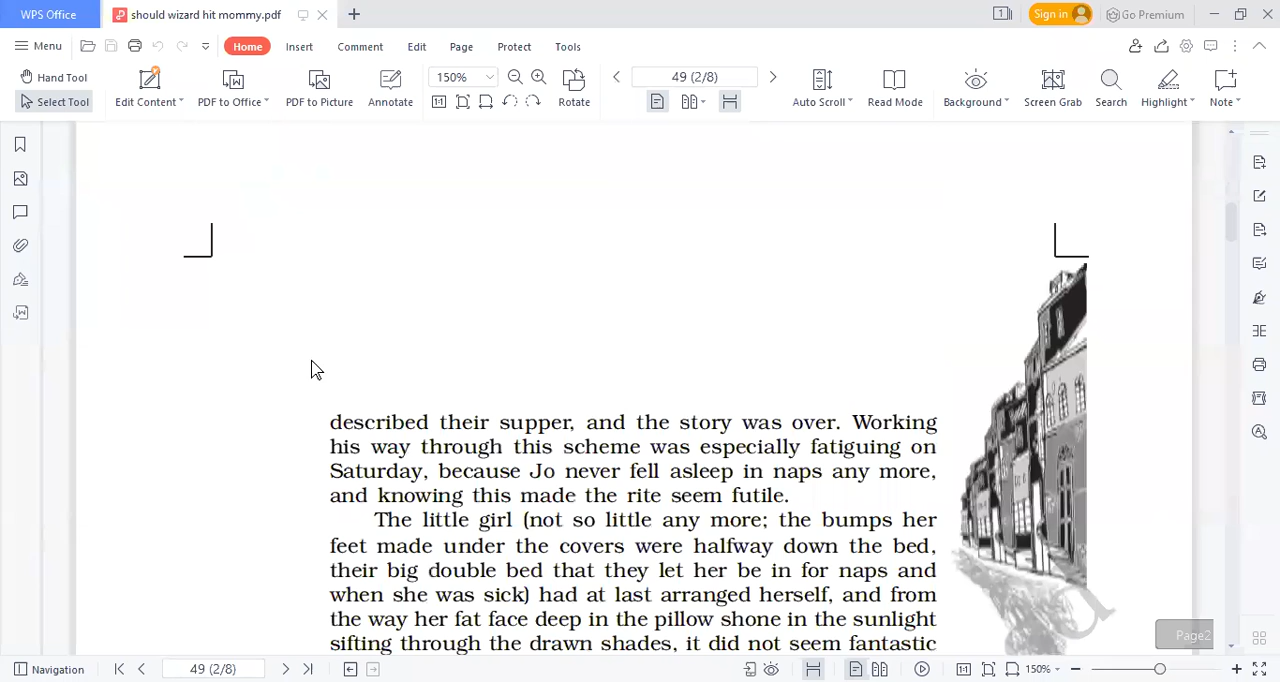 WPS Office
should wizard hit mommy.pdf
Sign in
Go Premium
Menu
Home
Insert
Comment
Edit
Page
Protect
Tools
Hand Tool
Select Tool
Edit Content
PDF to Office
PDF to Picture
Annotate
150%
Rotate
49 (2/8)
Auto Scroll
Read Mode
Background
Screen Grab
Search
Highlight
Note
described their supper, and the story was over. Working
his way through this scheme was especially fatiguing on
Saturday, because Jo never fell asleep in naps any more,
and knowing this made the rite seem futile.
The little girl (not so little any more; the bumps her
feet made under the covers were halfway down the bed,
their big double bed that they let her be in for naps and
when she was sick) had at last arranged herself, and from
the way her fat face deep in the pillow shone in the sunlight
sifting through the drawn shades, it did not seem fantastic
Page2
Navigation
49 (2/8)
150%